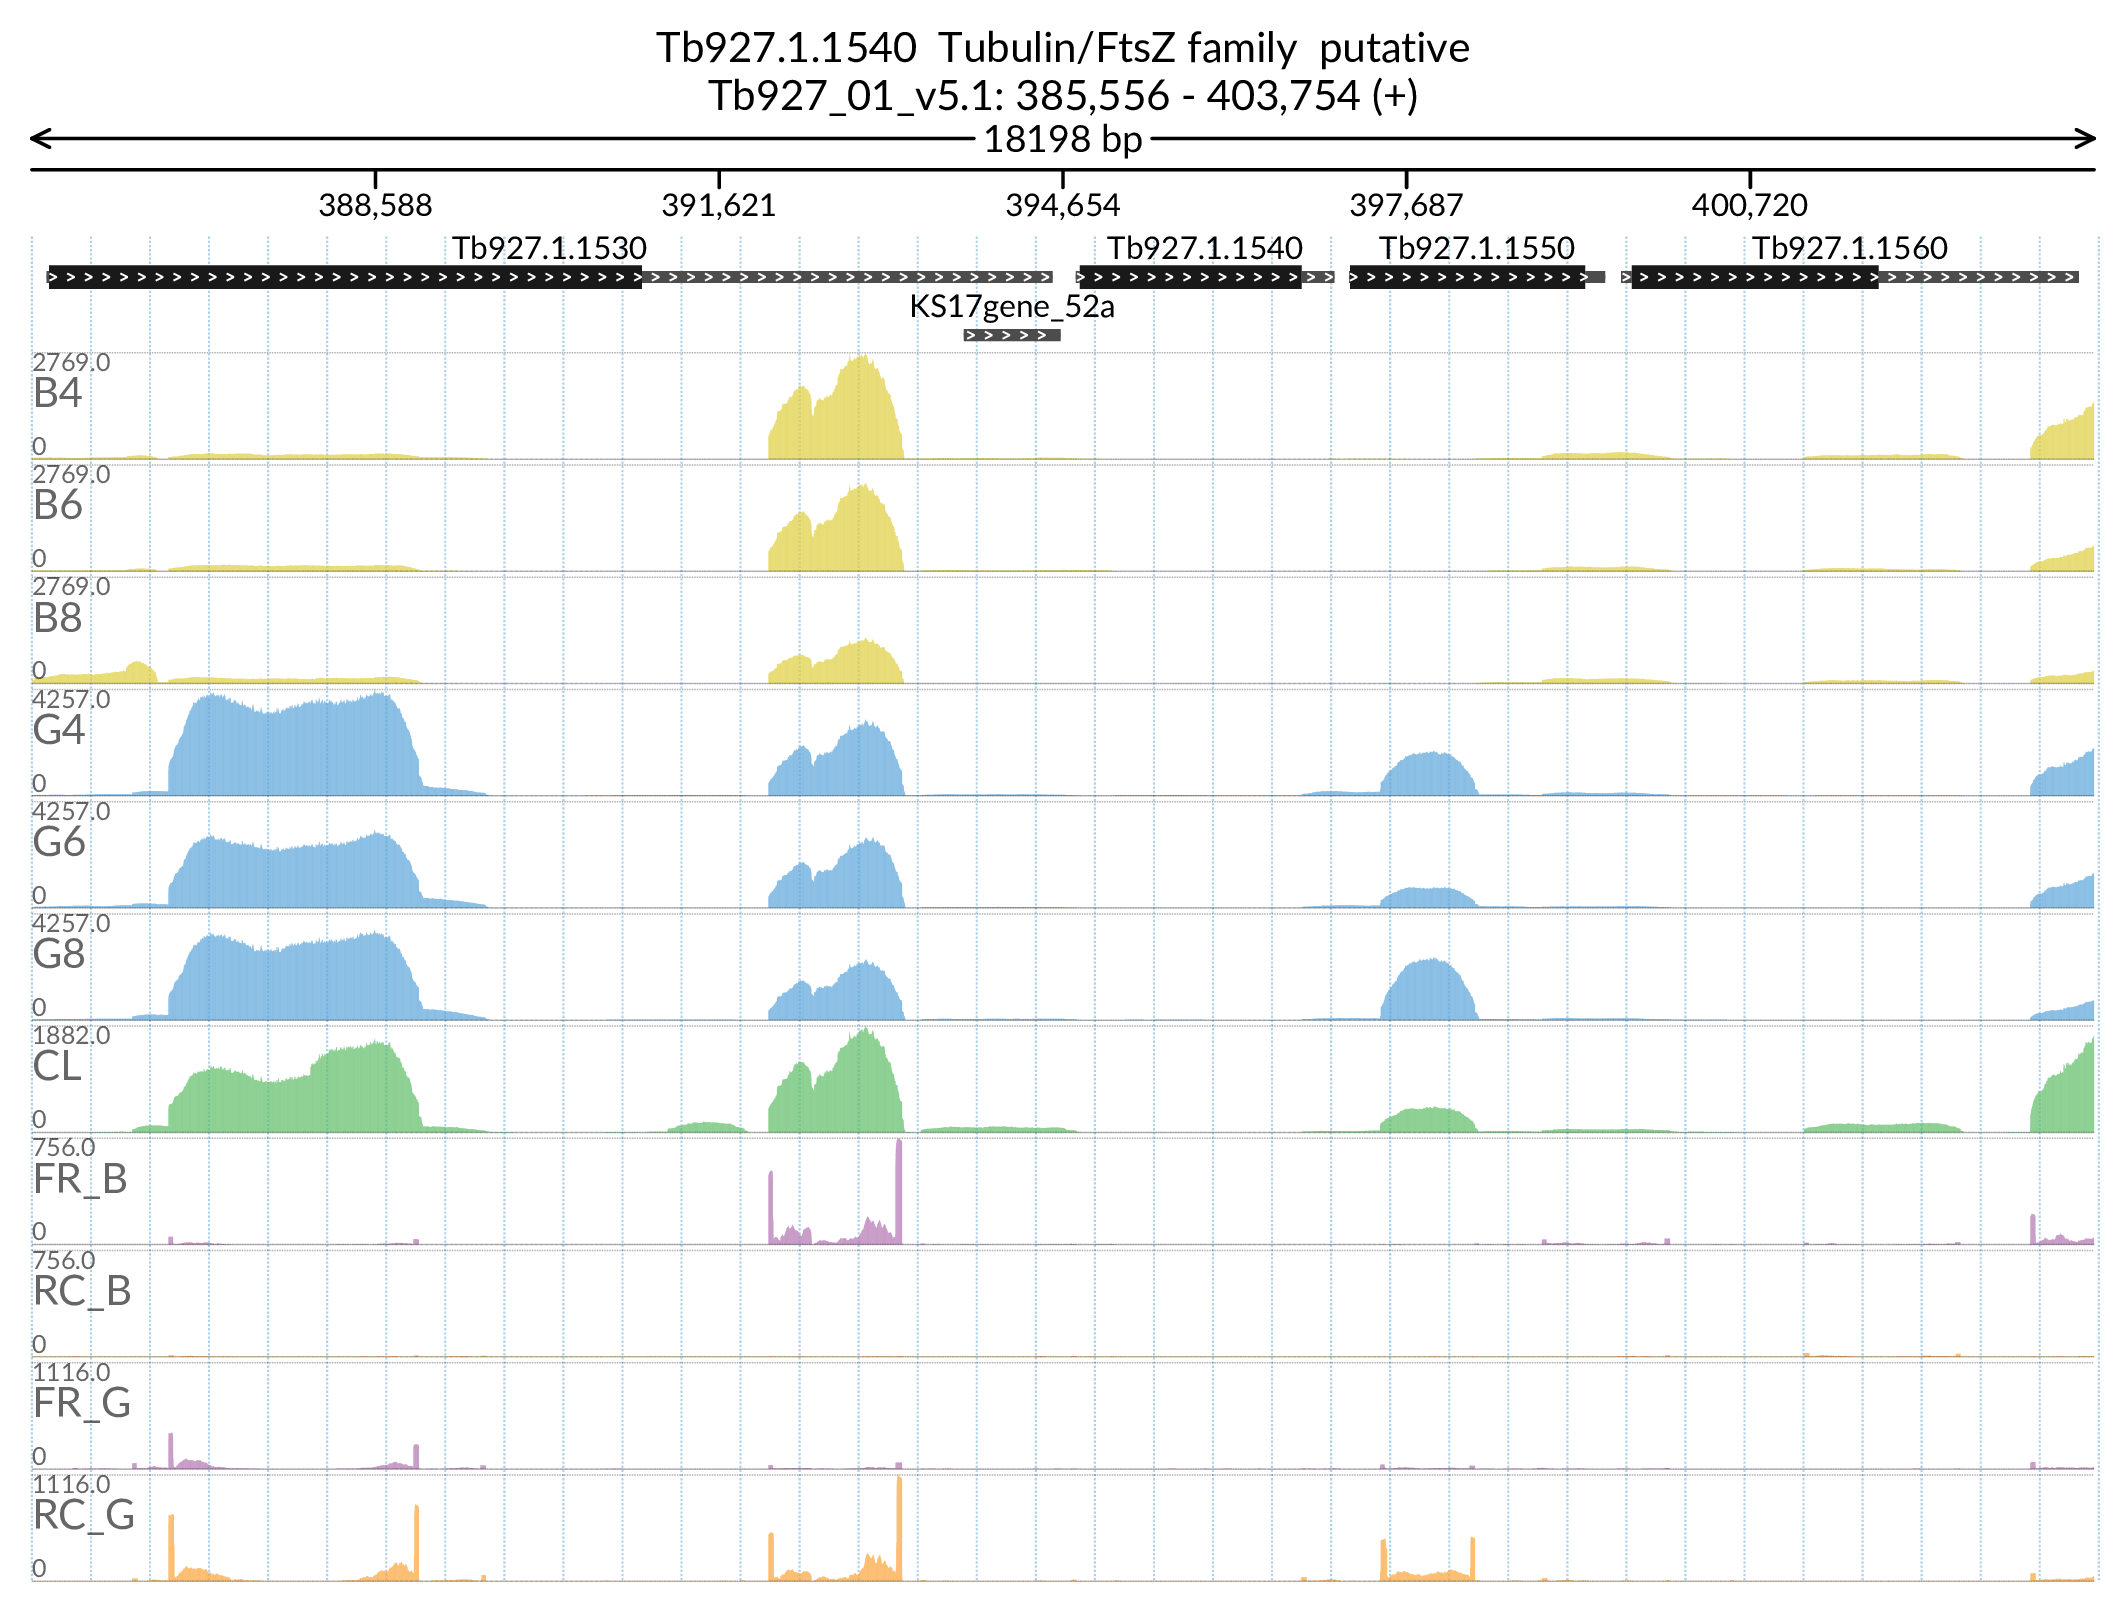 Tb927.1.1540  Tubulin/FtsZ family  putative
Tb927_01_v5.1: 385,556 - 403,754 (+)
18198 bp
388,588 391,621 394,654 397,687 400,720
Tb927.1.1530 Tb927.1.1540 Tb927.1.1550 Tb927.1.1560
KS17gene_52a
2769.0
B4
0
2769.0
B6
0
2769.0
B8
0
4257.0
G4
0
4257.0
G6
0
4257.0
G8
0
1882.0
CL
0
756.0
FR_B
0
756.0
RC_B
0
1116.0
FR_G
0
1116.0
RC_G
0